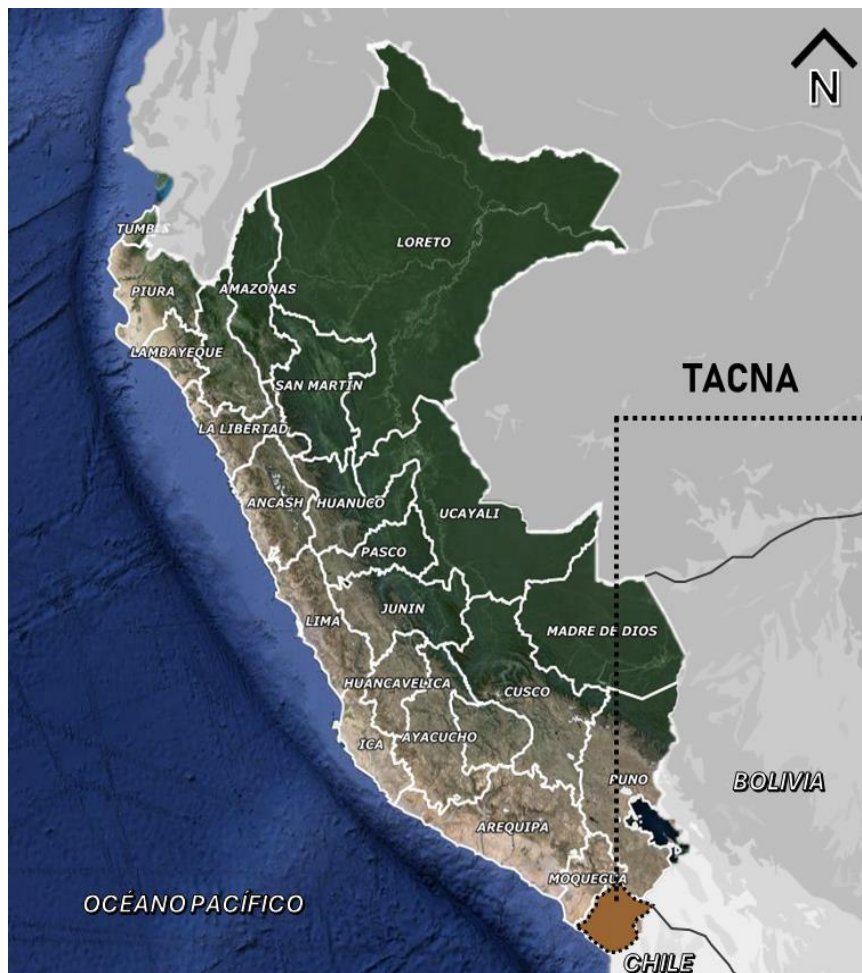 N
TUMBES
LORETO
PIURA
AMAZONAS
LAMBAYEQUE
SAN MARTIN
TACNA
LA LIBERTAD
ANCASH
HUANUCO
UCAYALI
PASCO
LIMA
JUNIN
MADRE DE DIOS
HUANCAVELICA
CUSCO
ICA
AYACUCHO
PUNO
BOLIVIA
AREQUIPA
MOQUEGUA
OCÉANO PACÍFICO
CHILE